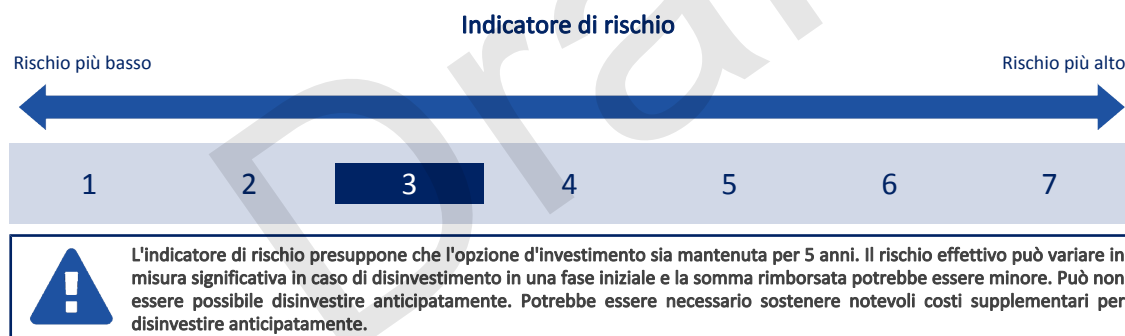 Indicatore di rischio
Rischio più basso
Rischio più alto
1 2 3 4 5 6 7
L'indicatore di rischio presuppone che l'opzione d'investimento sia mantenuta per 5 anni. Il rischio effettivo può variare in
misura significativa in caso di disinvestimento in una fase iniziale e la somma rimborsata potrebbe essere minore. Può non
essere possibile disinvestire anticipatamente. Potrebbe essere necessario sostenere notevoli costi supplementari per
disinvestire anticipatamente.